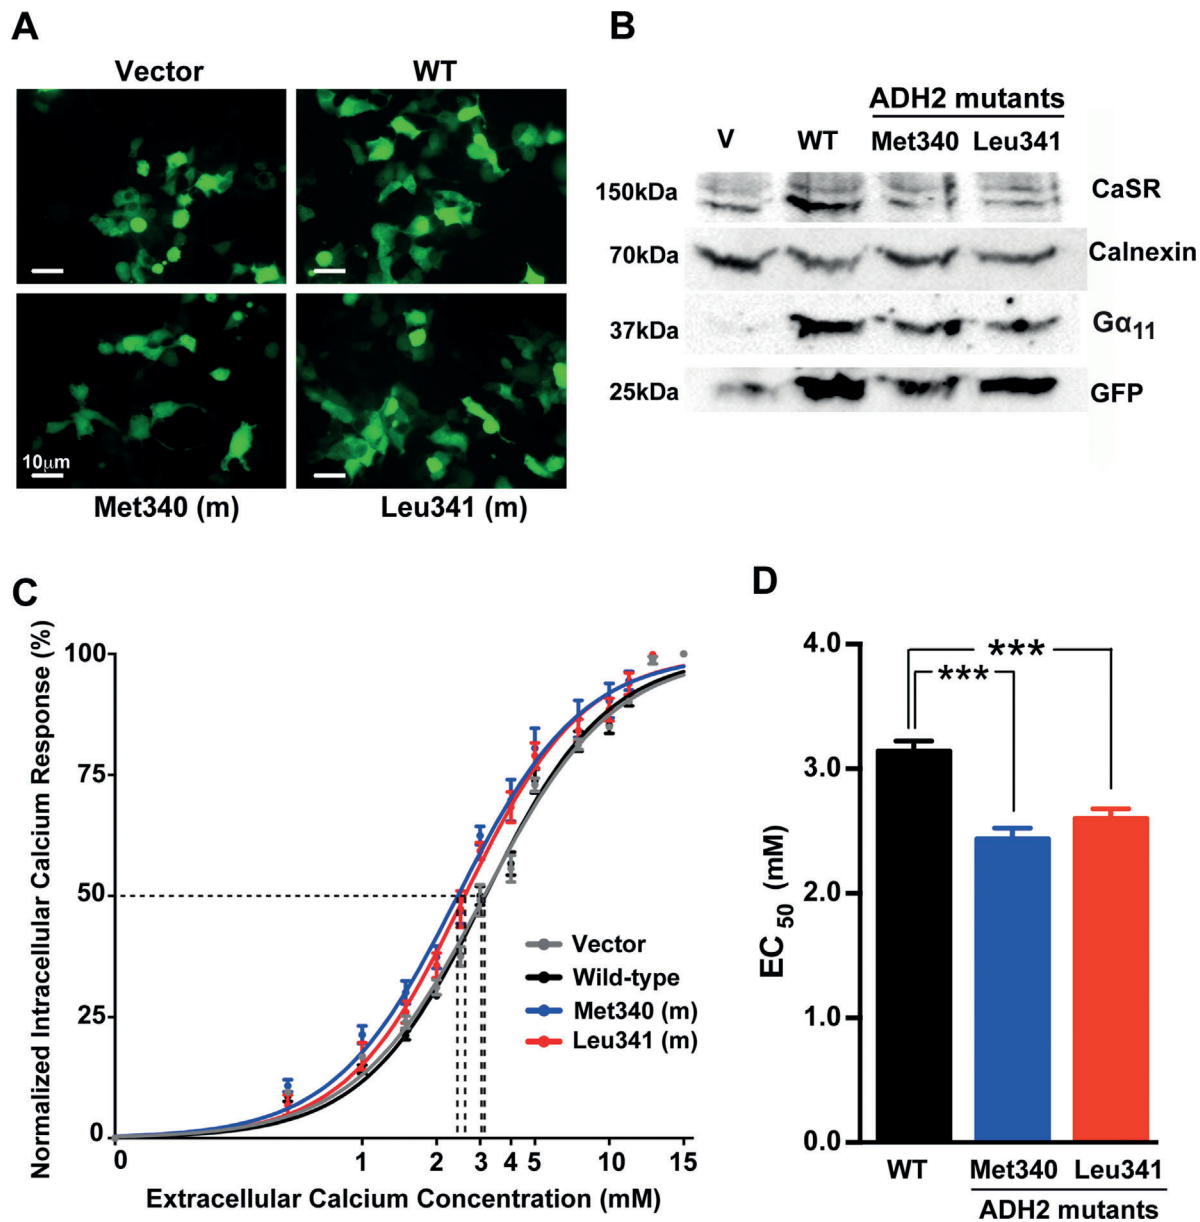 A
Vector
WT
10μm
Met340 (m)
Leu341 (m)
B
ADH2 mutants
V
WT
Met340
Leu341
150kDa
CaSR
70kDa
Calnexin
37kDa
Gα11
25kDa
GFP
C
Normalized Intracellular Calcium Response (%)
100
75
50
25
0
Vector
Wild-type
Met340 (m)
Leu341 (m)
0 1 2 3 4 5 10 15
Extracellular Calcium Concentration (mM)
D
EC50 (mM)
4.0
3.0
2.0
1.0
0.0
***
***
WT
Met340
Leu341
ADH2 mutants